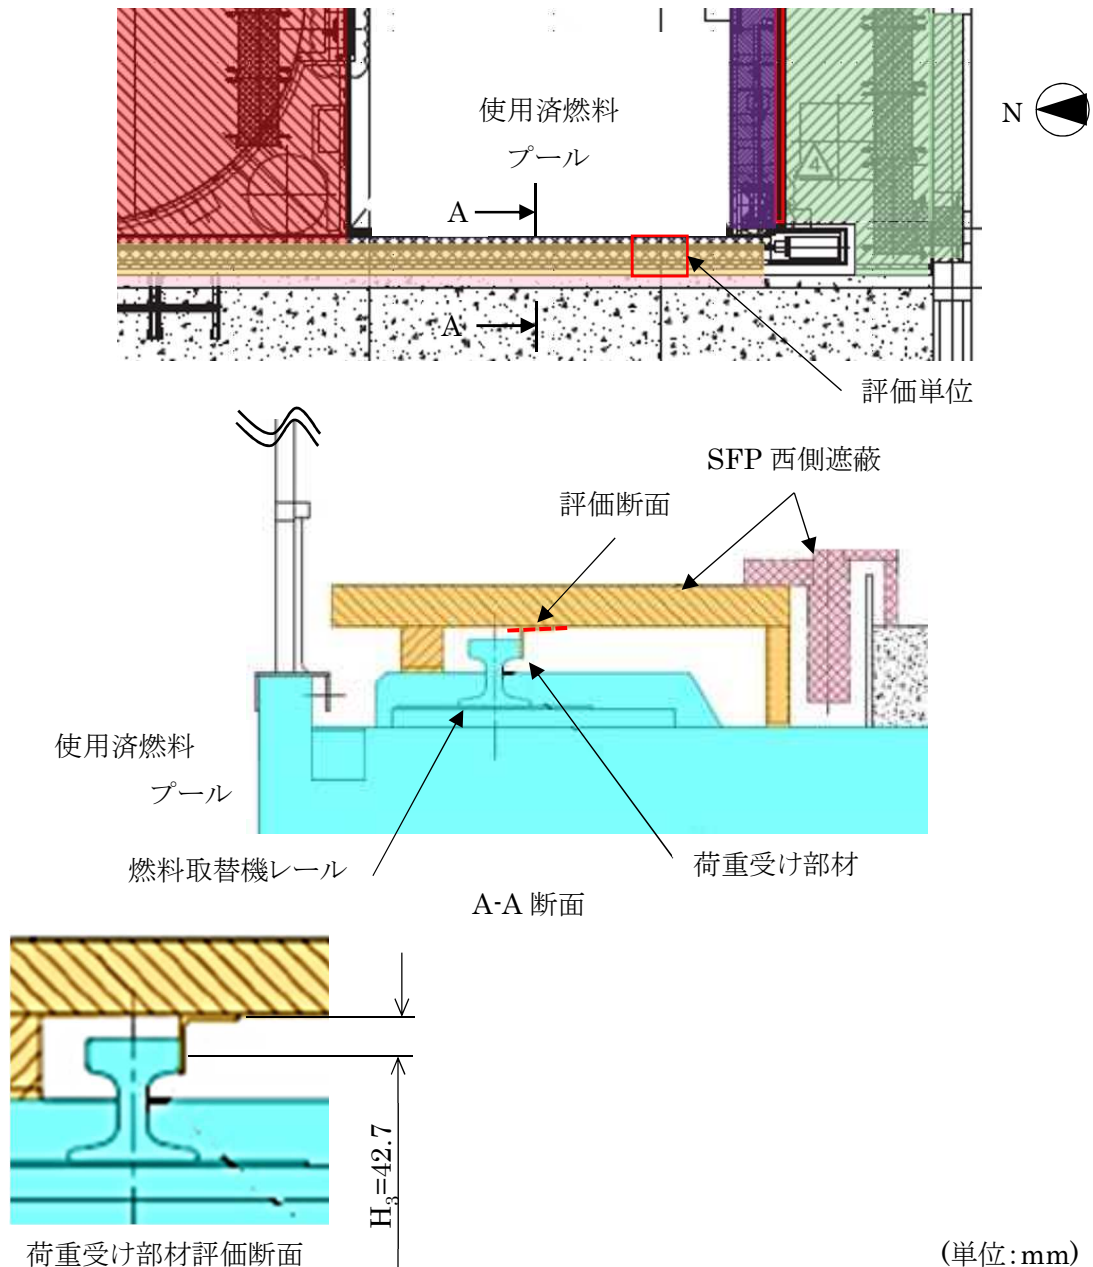 使用済燃料
プール
N
4
A
A
評価単位
SFP 西側遮蔽
評価断面
使用済燃料
プール
燃料取替機レール
荷重受け部材
A-A 断面
H₃=42.7
荷重受け部材評価断面
(単位:mm)